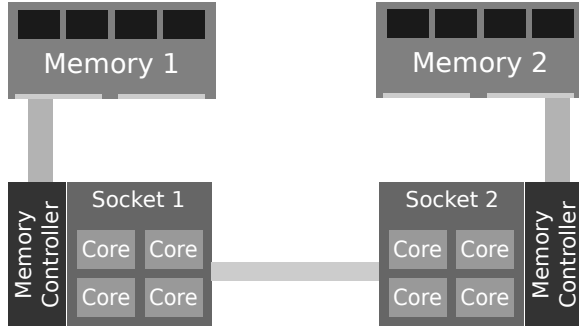 Memory 1
Memory 2
Memory
Controller
Socket 1
Core Core
Core Core
Socket 2
Core Core
Core Core
Memory
Controller